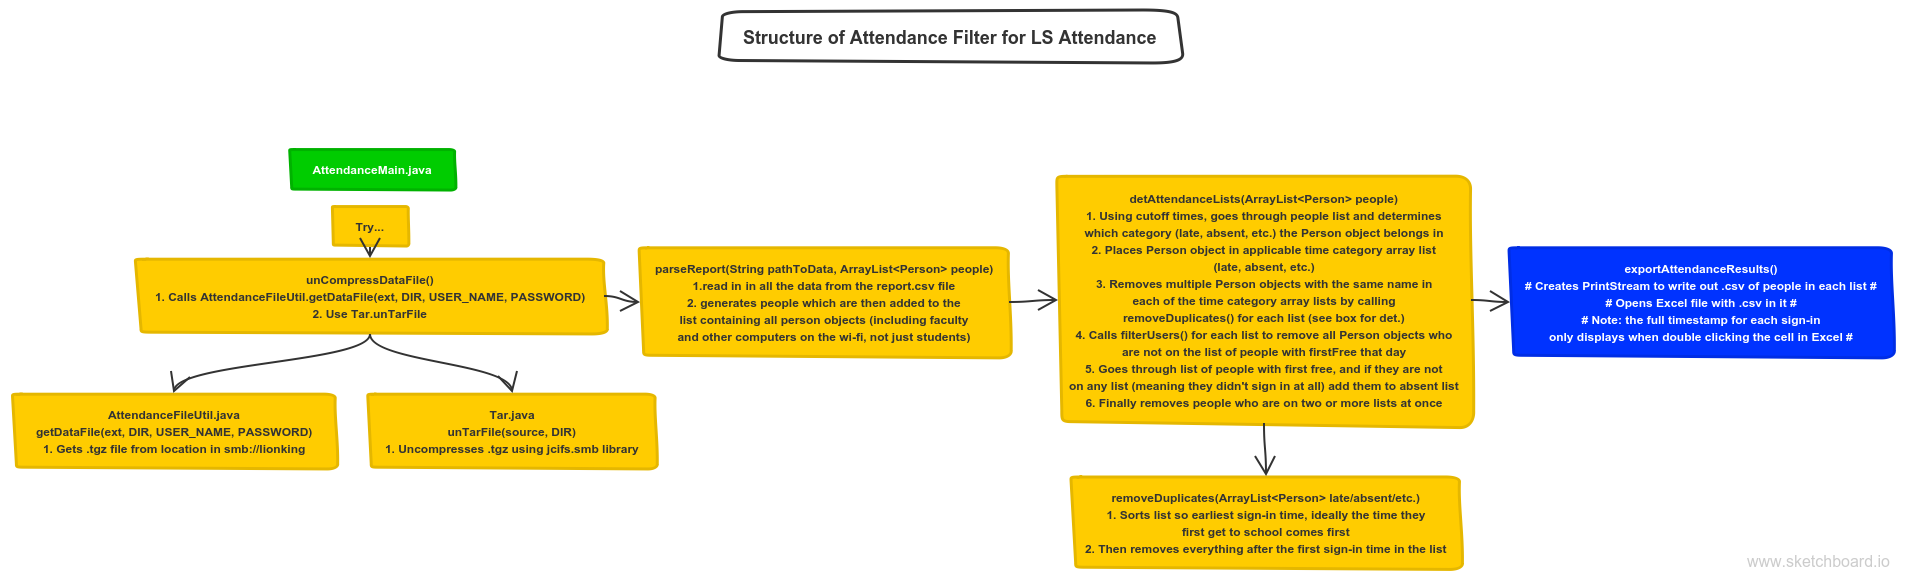 Structure of Attendance Filter for LS Attendance
AttendanceMain.java
Try...
unCompressDataFile()
1. Calls AttendanceFileUtil.getDataFile(ext, DIR, USER_NAME, PASSWORD)
2. Use Tar.unTarFile
AttendanceFileUtil.java
getDataFile(ext, DIR, USER_NAME, PASSWORD)
1. Gets .tgz file from location in smb://lionking
Tar.java
unTarFile(source, DIR)
1. Uncompresses .tgz using jcifs.smb library
parseReport(String pathToData, ArrayList<Person> people)
1.read in in all the data from the report.csv file
2. generates people which are then added to the
list containing all person objects (including faculty
and other computers on the wi-fi, not just students)
detAttendanceLists(ArrayList<Person> people)
1. Using cutoff times, goes through people list and determines
which category (late, absent, etc.) the Person object belongs in
2. Places Person object in applicable time category array list
(late, absent, etc.)
3. Removes multiple Person objects with the same name in
each of the time category array lists by calling
removeDuplicates() for each list (see box for det.)
4. Calls filterUsers() for each list to remove all Person objects who
are not on the list of people with firstFree that day
5. Goes through list of people with first free, and if they are not
on any list (meaning they didn't sign in at all) add them to absent list
6. Finally removes people who are on two or more lists at once
removeDuplicates(ArrayList<Person> late/absent/etc.)
1. Sorts list so earliest sign-in time, ideally the time they
first get to school comes first
2. Then removes everything after the first sign-in time in the list
exportAttendanceResults()
# Creates PrintStream to write out .csv of people in each list #
# Opens Excel file with .csv in it #
# Note: the full timestamp for each sign-in
only displays when double clicking the cell in Excel #
www.sketchboard.io